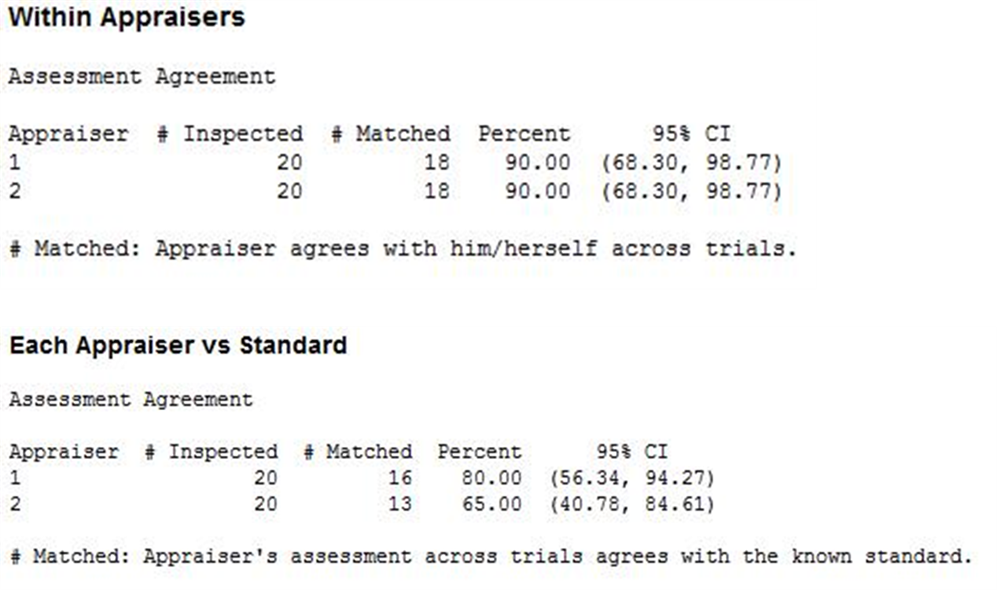 Within Appraisers
Assessment Agreement
Appraiser # Inspected # Matched Percent 95% CI
1 20 18 90.00 (68.30, 98.77)
2 20 18 90.00 (68.30, 98.77)
# Matched: Appraiser agrees with him/herself across trials.
Each Appraiser vs Standard
Assessment Agreement
Appraiser # Inspected # Matched Percent 95% CI
1 20 16 80.00 (56.34, 94.27)
2 20 13 65.00 (40.78, 84.61)
# Matched: Appraiser's assessment across trials agrees with the known standard.